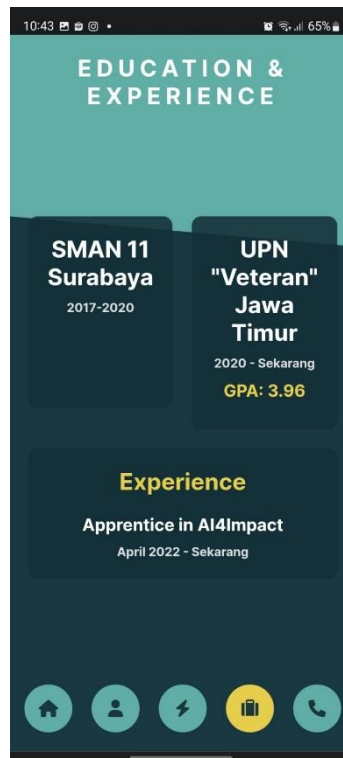 10:43
65%
EDUCATION &
EXPERIENCE
SMAN 11
Surabaya
2017-2020
UPN
"Veteran"
Jawa
Timur
2020 - Sekarang
GPA: 3.96
Experience
Apprentice in AI4Impact
April 2022 - Sekarang